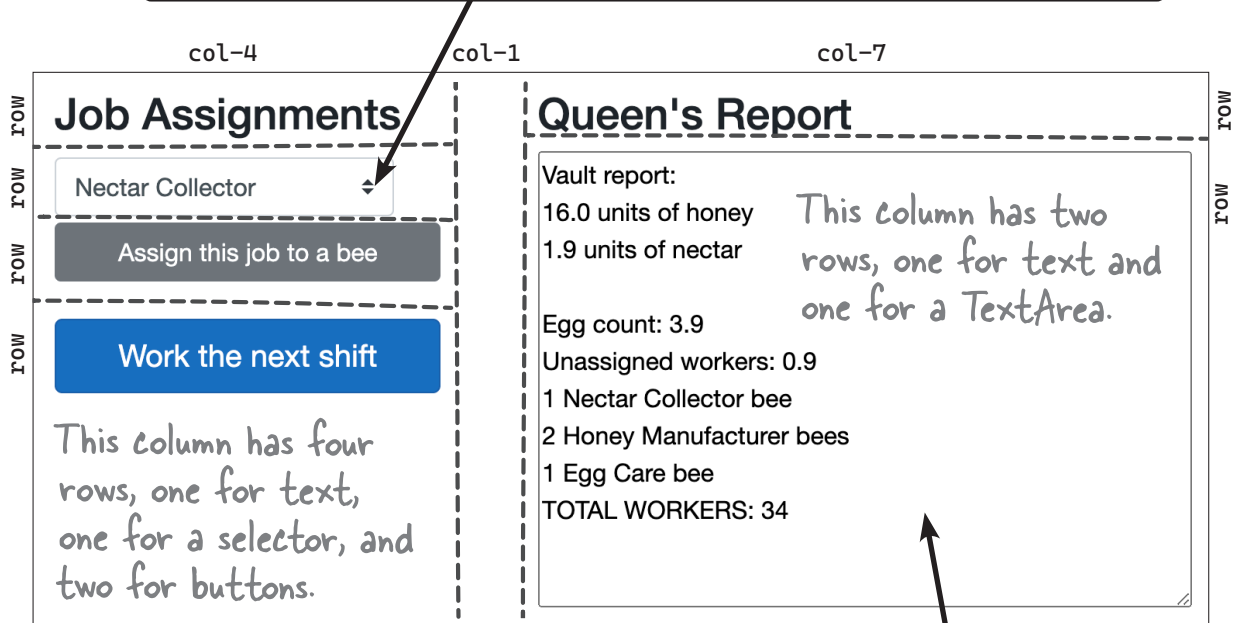 col-4
col-1
col-7
row
Job Assignments
row
Nectar Collector
row
Assign this job to a bee
row
Work the next shift
This column has four
rows, one for text,
one for a selector, and
two for buttons.
Queen's Report
row
Vault report:
16.0 units of honey
1.9 units of nectar
Egg count: 3.9
Unassigned workers: 0.9
1 Nectar Collector bee
2 Honey Manufacturer bees
1 Egg Care bee
TOTAL WORKERS: 34
This column has two
rows, one for text and
one for a TextArea.
row